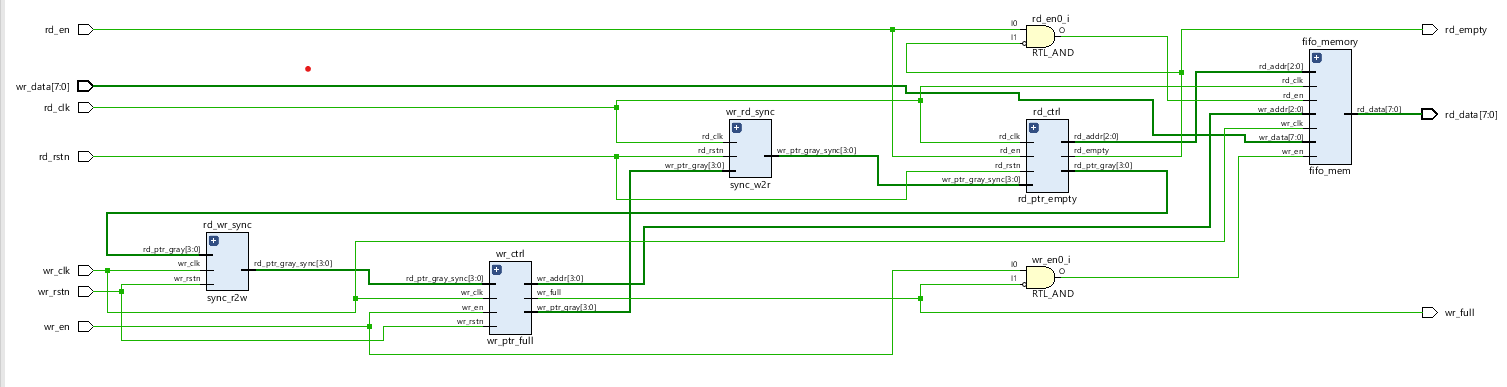 rd_en
wr_data[7:0]
rd_clk
rd_rstn
wr_clk
wr_rstn
wr_en
rd_wr_sync
rd_ptr_gray[3:0]
wr_clk
wr_rstn
rd_ptr_gray_sync[3:0]
sync_r2w
wr_ctrl
rd_ptr_gray_sync[3:0]
wr_clk
wr_en
wr_rstn
wr_addr[3:0]
wr_full
wr_ptr_gray[3:0]
wr_ptr_full
wr_rd_sync
rd_clk
rd_rstn
wr_ptr_gray[3:0]
wr_ptr_gray_sync[3:0]
sync_w2r
rd_en0_i
I0
I1
O
RTL_AND
rd_ctrl
rd_clk
rd_en
rd_rstn
wr_ptr_gray_sync[3:0]
rd_addr[2:0]
rd_empty
rd_ptr_gray[3:0]
rd_ptr_empty
wr_en0_i
I0
I1
O
RTL_AND
fifo_memory
rd_addr[2:0]
rd_clk
rd_en
wr_addr[2:0]
wr_clk
wr_data[7:0]
wr_en
rd_data[7:0]
fifo_mem
rd_empty
rd_data[7:0]
wr_full